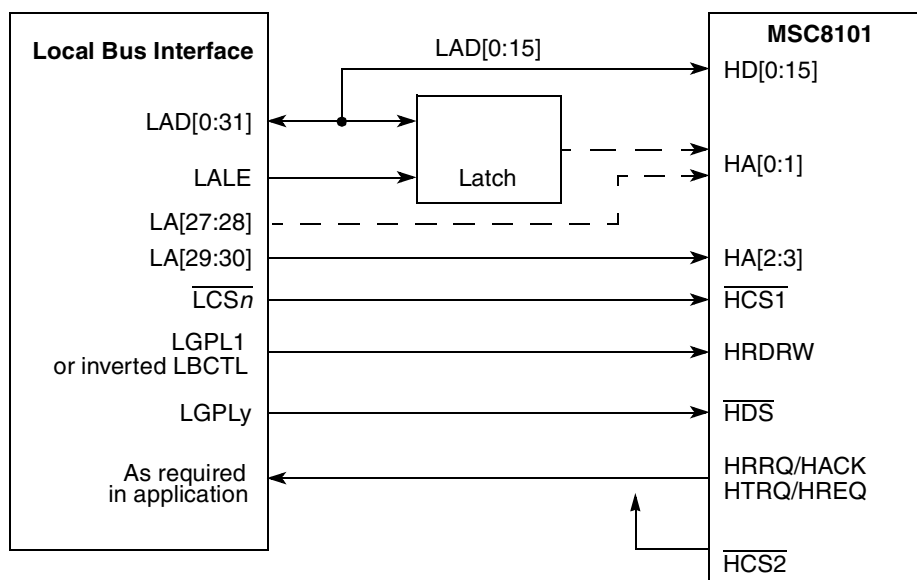 Local Bus Interface
MSC8101
LAD[0:15]
HD[0:15]
LAD[0:31]
LALE
Latch
HA[0:1]
LA[27:28]
LA[29:30]
HA[2:3]
LCSn
HCS1
LGPL1
or inverted LBCTL
HRDRW
LGPLy
HDS
As required
in application
HRRQ/HACK
HTRQ/HREQ
HCS2